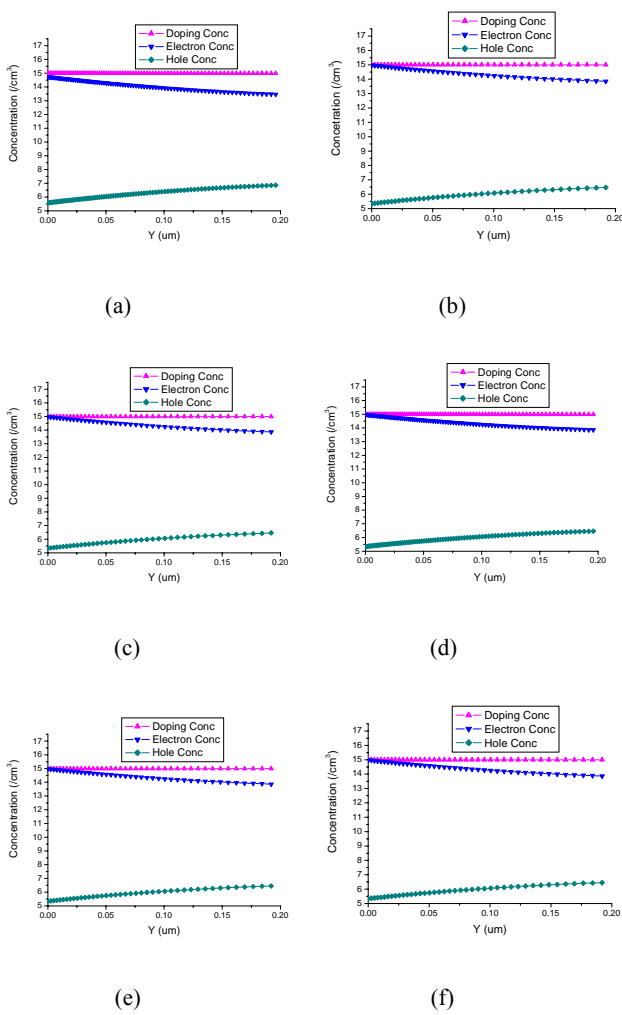 Doping Conc
Electron Conc
Hole Conc
Concentration (/cm³)
17
16
15
14
13
12
11
10
9
8
7
6
5
0.00 0.05 0.10 0.15 0.20
Y (um)
(a)
Doping Conc
Electron Conc
Hole Conc
Concetration (/cm³)
17
16
15
14
13
12
11
10
9
8
7
6
5
0.00 0.05 0.10 0.15 0.20
Y (um)
(b)
Doping Conc
Electron Conc
Hole Conc
Concentration (/cm³)
17
16
15
14
13
12
11
10
9
8
7
6
5
0.00 0.05 0.10 0.15 0.20
Y (um)
(c)
Doping Conc
Electron Conc
Hole Conc
Concentration (/cm³)
17
16
15
14
13
12
11
10
9
8
7
6
5
0.00 0.05 0.10 0.15 0.20
Y (um)
(d)
Doping Conc
Electron Conc
Hole Conc
Concentration (/cm³)
17
16
15
14
13
12
11
10
9
8
7
6
5
0.00 0.05 0.10 0.15 0.20
Y (um)
(e)
Doping Conc
Electron Conc
Hole Conc
Concentration (/cm³)
17
16
15
14
13
12
11
10
9
8
7
6
5
0.00 0.05 0.10 0.15 0.20
Y (um)
(f)